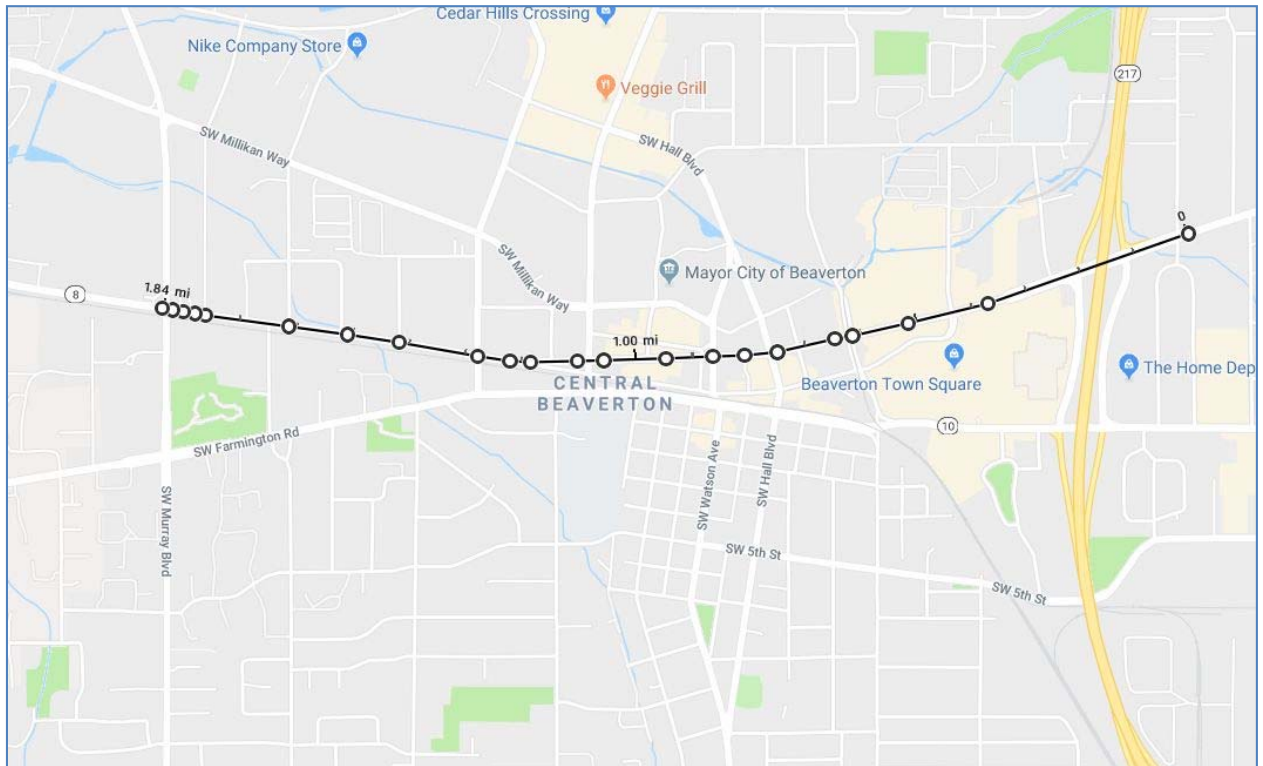 Cedar Hills Crossing
Nike Company Store
217
Veggie Grill
SW Millikan Way
SW Hall Blvd
0
SW Millikan Way
Mayor City of Beaverton
1.84 mi
8
1.00 mi
CENTRAL
BEAVERTON
Beaverton Town Square
The Home Dep
10
SW Farmington Rd
SW Watson Ave
SW Hall Blvd
SW Murray Blvd
SW 5th St
SW 5th St